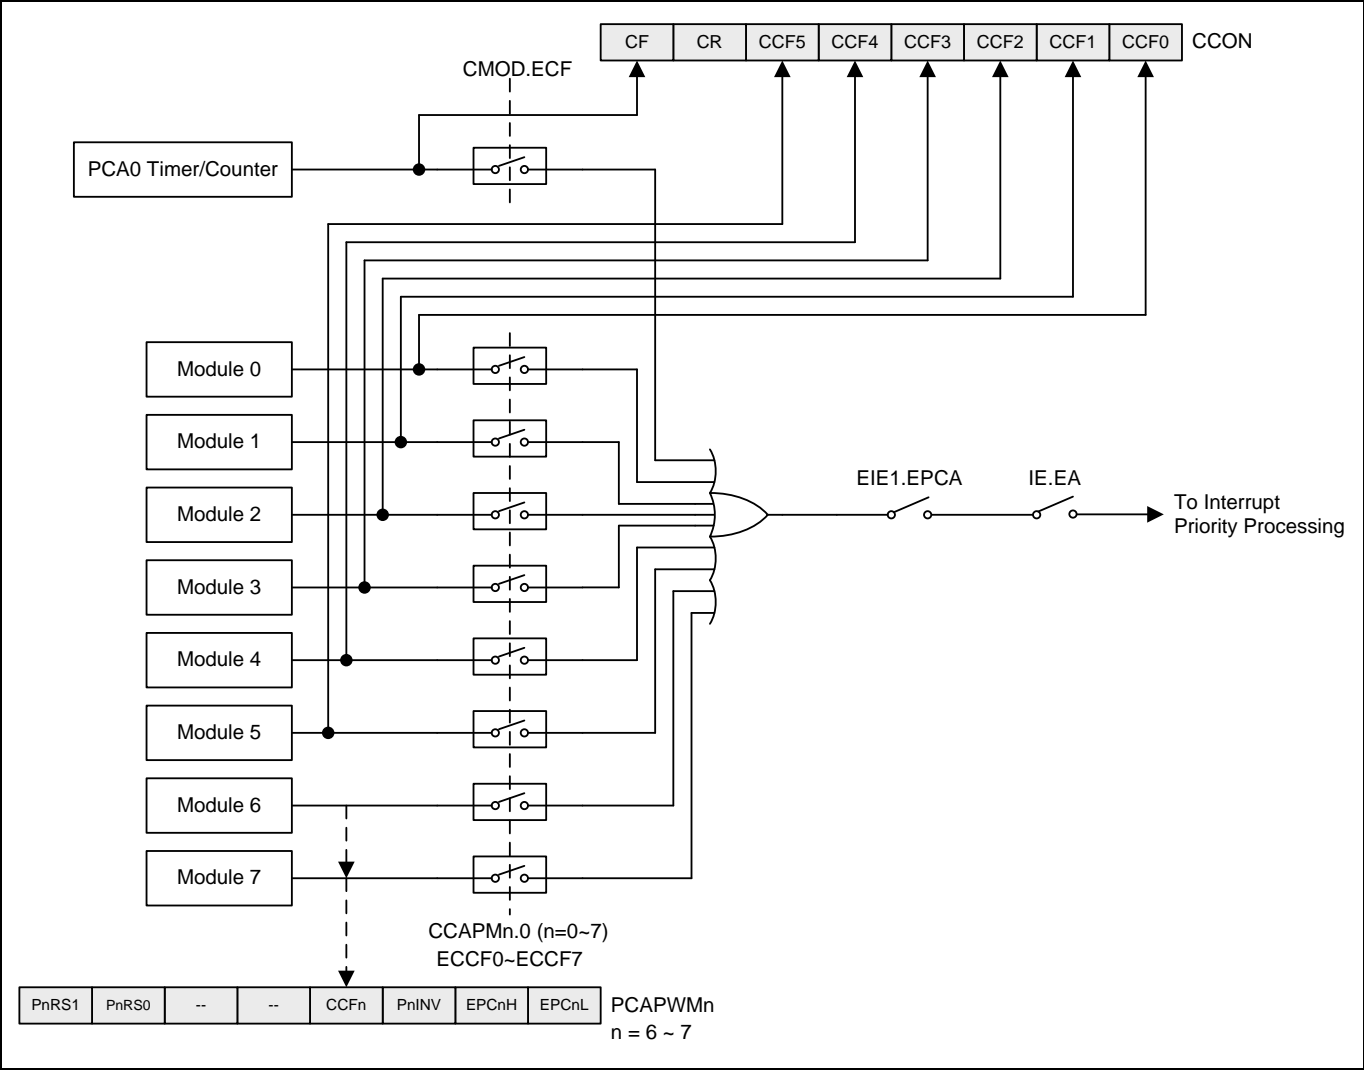 CF CR CCF5 CCF4 CCF3 CCF2 CCF1 CCF0 CCON
CMOD.ECF
PCA0 Timer/Counter
Module 0
Module 1
Module 2
Module 3
Module 4
Module 5
Module 6
Module 7
EIE1.EPCA
IE.EA
To Interrupt
Priority Processing
CCAPMn.0 (n=0~7)
ECCF0~ECCF7
PnRS1 PnRS0 -- -- CCFn PnINV EPCnH EPCnL PCAPWMn
n = 6 ~ 7